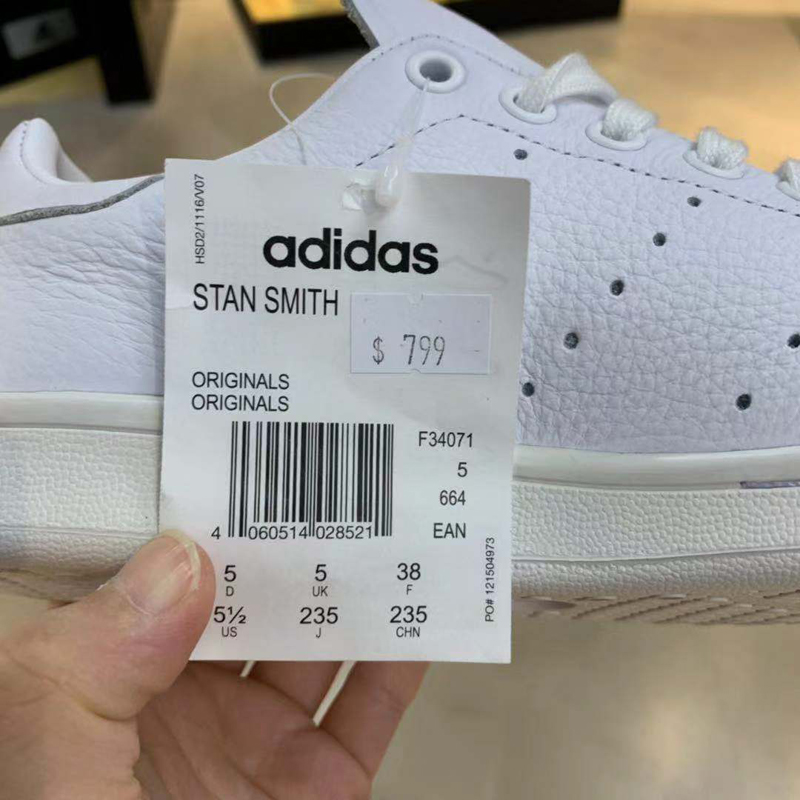 HSD2/1116/V07
adidas
STAN SMITH
$ 799
ORIGINALS
ORIGINALS
F34071
5
664
EAN
4 060514 028521
5 5 38
D UK F
5½ 235 235
US J CHN
PO# 121504973